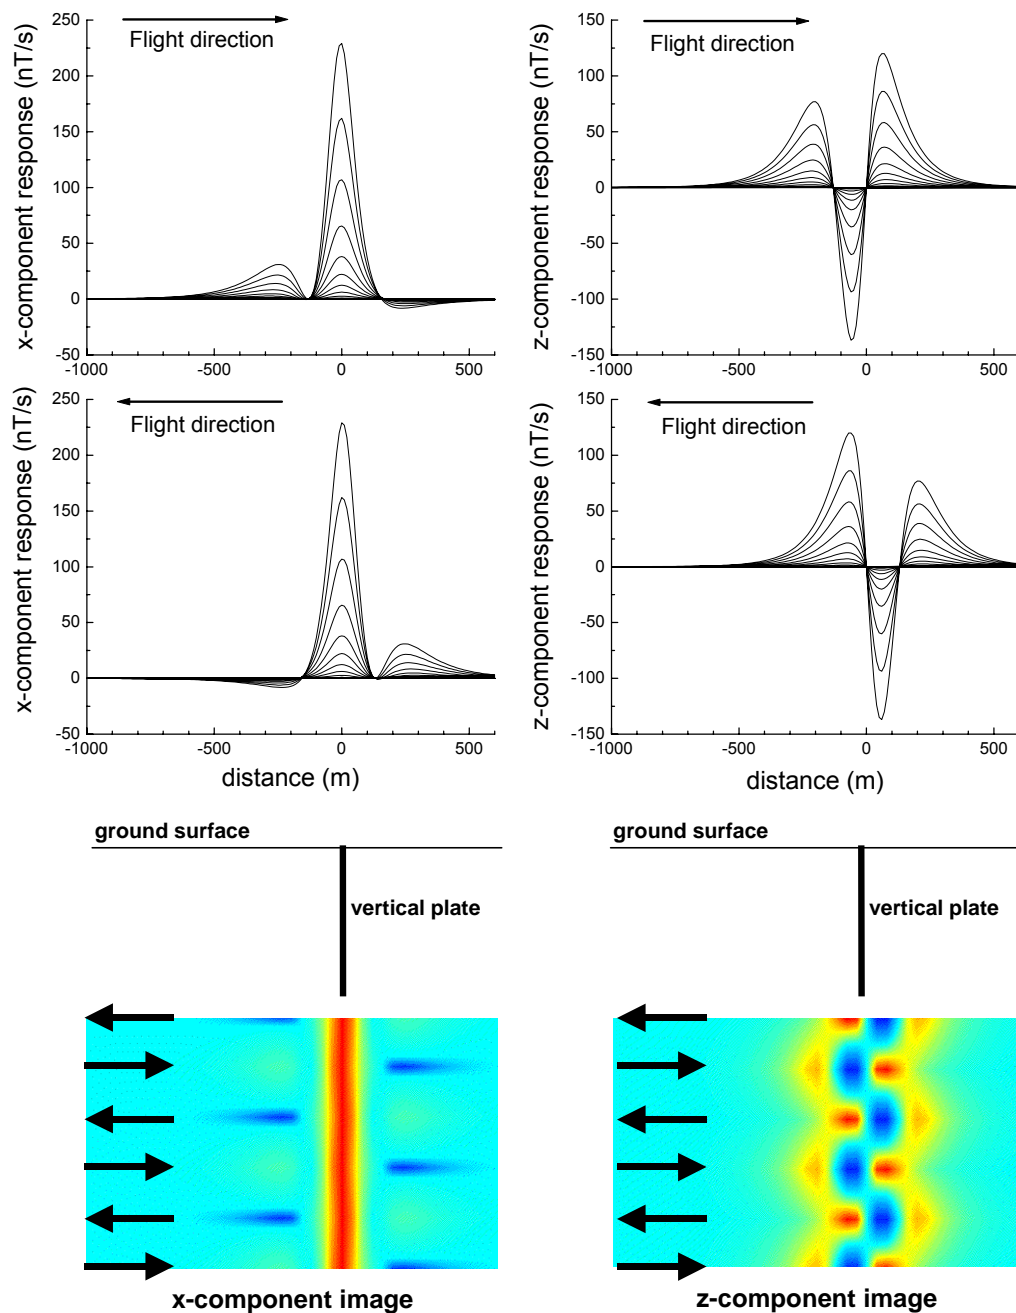 x-component response (nT/s)
250
200
150
100
50
0
-50
-1000
-500
0
500
Flight direction
z-component response (nT/s)
150
100
50
0
-50
-100
-150
-1000
-500
0
500
Flight direction
x-component response (nT/s)
250
200
150
100
50
0
-50
-1000
-500
0
500
Flight direction
distance (m)
z-component response (nT/s)
150
100
50
0
-50
-100
-150
-1000
-500
0
500
Flight direction
distance (m)
ground surface
vertical plate
ground surface
vertical plate
x-component image
z-component image